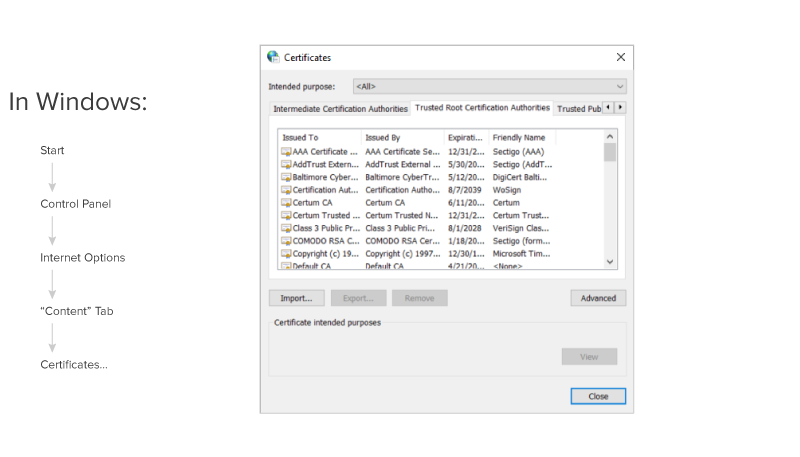 In Windows:
Start
Control Panel
Internet Options
“Content” Tab
Certificates...
Certificates
Intended purpose: <All>
Intermediate Certification Authorities Trusted Root Certification Authorities Trusted Pub
Issued To Issued By Expirati... Friendly Name
AAA Certificate ... AAA Certificate Se... 12/31/2... Sectigo (AAA)
AddTrust Extern... AddTrust External ... 5/30/20... Sectigo (AddT...
Baltimore CyberTr... Baltimore CyberTr... 5/12/20... DigiCert Balti...
Certification Aut... Certification Autho... 8/7/2039 WoSign
Certum CA Certum CA 6/11/20... Certum
Certum Trusted ... Certum Trusted N... 12/31/2... Certum Trust...
Class 3 Public Pr... Class 3 Public Pri... 8/1/2028 VeriSign Clas...
COMODO RSA C... COMODO RSA Cer... 1/18/20... Sectigo (form...
Copyright (c) 19... Copyright (c) 1997... 12/30/1... Microsoft Tim...
Default CA Default CA 4/21/20... <None>
Import... Export... Remove Advanced
Certificate intended purposes
View
Close